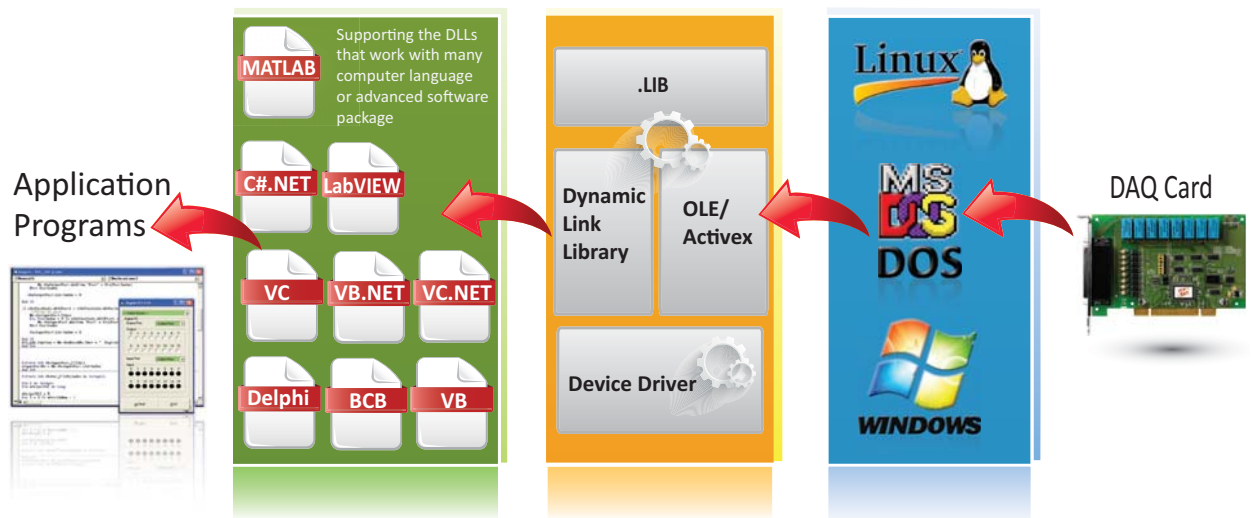 Application
Programs
MATLAB
Supporting the DLLs
that work with many
computer language
or advanced software
package
C#.NET
LabVIEW
VC
VB.NET
VC.NET
Delphi
BCB
VB
.LIB
Dynamic
Link
Library
OLE/
Activex
Device Driver
Linux
MS
DOS
DOS
WINDOWS
DAQ Card